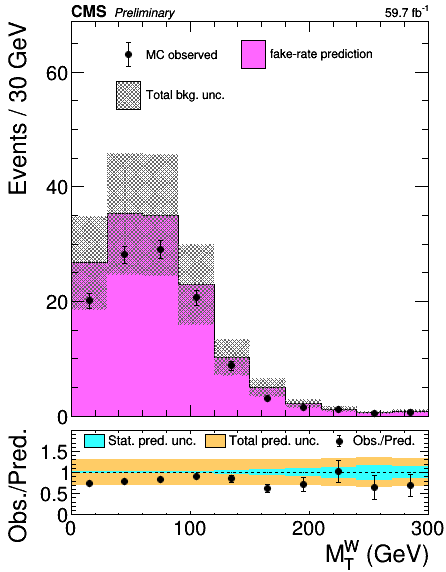 CMS Preliminary 59.7 fb⁻¹
Events / 30 GeV
MC observed
fake-rate prediction
Total bkg. unc.
60
40
20
0
Obs./Pred.
Stat. pred. unc.
Total pred. unc.
Obs./Pred.
1.5
1
0.5
0
0 100 200 300
M_T^W (GeV)